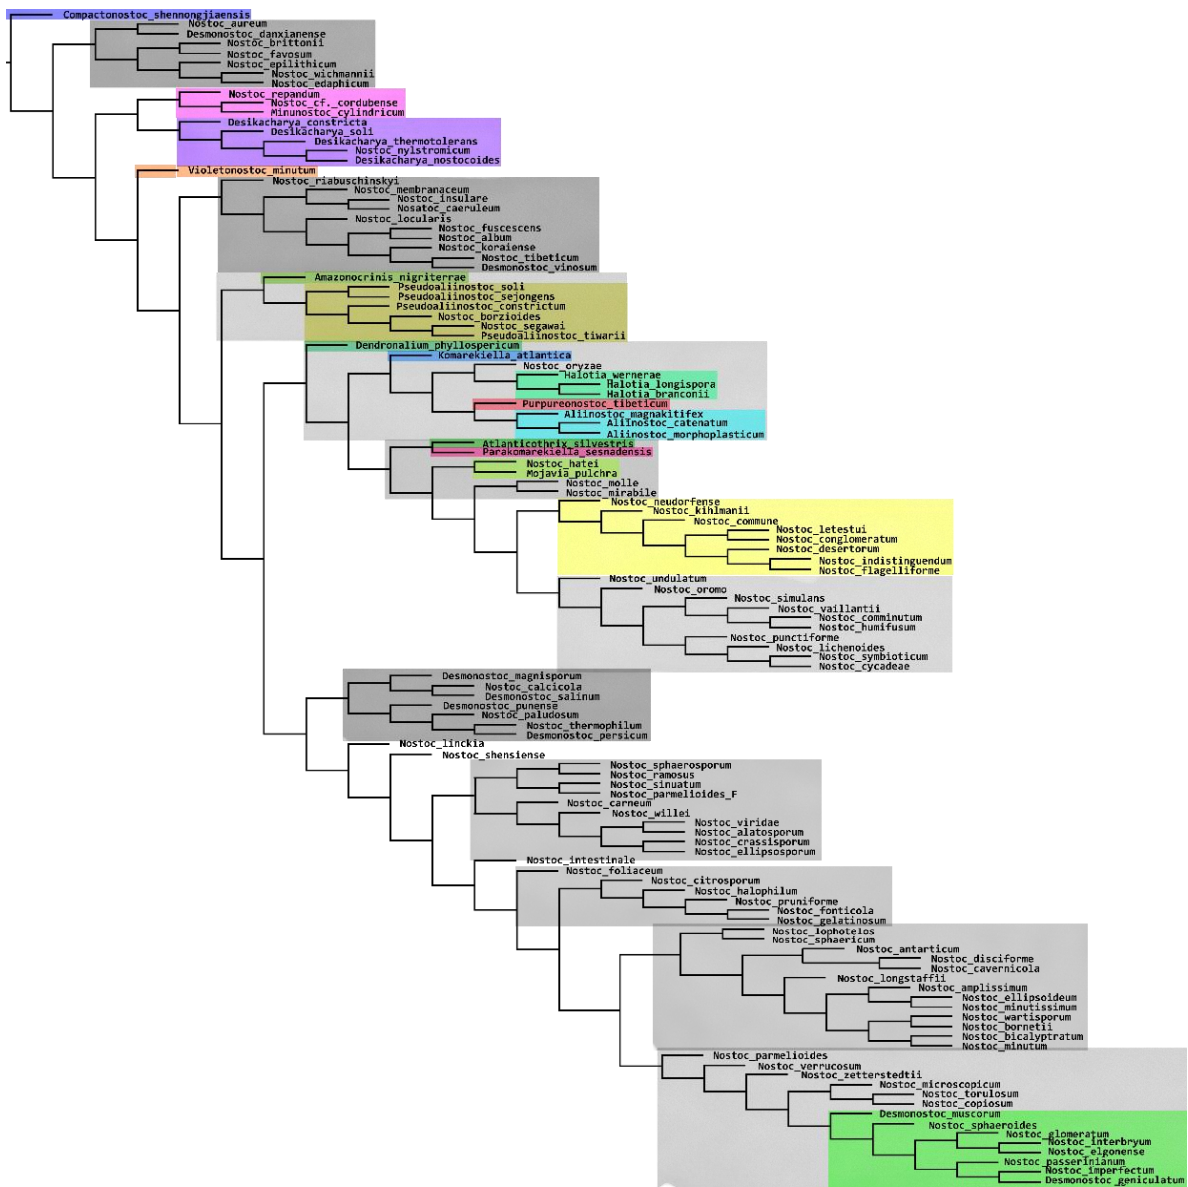 Compactonostoc_shennongjiaensis
Nostoc_aureum
Desmonostoc_danxianense
Nostoc_brittonii
Nostoc_favosum
Nostoc_epilithicum
Nostoc_wichmannii
Nostoc_edaphicum
Nostoc_repandum
Nostoc_cf._cordubense
Minunostoc_cylindricum
Desikacharya_constricta
Desikacharya_soli
Desikacharya_thermotolerans
Nostoc_nylstromicum
Desikacharya_nostocoides
Violetonostoc_minutum
Nostoc_riabuschinskyi
Nostoc_membranaceum
Nostoc_insulare
Nosatoc_caeruleum
Nostoc_locularis
Nostoc_fuscescens
Nostoc_album
Nostoc_koraiense
Nostoc_tibeticum
Desmonostoc_vinosum
Amazonocrinis_nigriterrae
Pseudoaliinostoc_soli
Pseudoaliinostoc_sejongens
Pseudoaliinostoc_constrictum
Nostoc_borzioides
Nostoc_segawai
Pseudoaliinostoc_tiwarii
Dendronalium_phyllospericum
Komarekiella_atlantica
Nostoc_oryzae
Halotia_wernerae
Halotia_longispora
Halotia_branconii
Purpureonostoc_tibeticum
Aliinostoc_magnakitifex
Aliinostoc_catenatum
Aliinostoc_morphoplasticum
Atlanticothrix_silvestris
Parakomarekiella_sesnadensis
Nostoc_hatei
Mojavia_pulchra
Nostoc_molle
Nostoc_mirabile
Nostoc_neudorfense
Nostoc_kihlmanii
Nostoc_commune
Nostoc_letestui
Nostoc_conglomeratum
Nostoc_desertorum
Nostoc_indistinguendum
Nostoc_flagelliforme
Nostoc_undulatum
Nostoc_oromo
Nostoc_simulans
Nostoc_vaillantii
Nostoc_comminutum
Nostoc_humifusum
Nostoc_punctiforme
Nostoc_lichenoides
Nostoc_symbioticum
Nostoc_cycadeae
Desmonostoc_magnisporum
Nostoc_calcicola
Desmonostoc_salinum
Desmonostoc_punense
Nostoc_paludosum
Nostoc_thermophilum
Desmonostoc_persicum
Nostoc_linckia
Nostoc_shensiense
Nostoc_sphaerosporum
Nostoc_ramosus
Nostoc_sinuatum
Nostoc_parmelioides_F
Nostoc_carneum
Nostoc_willei
Nostoc_viridae
Nostoc_alatosporum
Nostoc_crassisporum
Nostoc_ellipsosporum
Nostoc_intestinale
Nostoc_foliaceum
Nostoc_citrosporum
Nostoc_halophilum
Nostoc_pruniforme
Nostoc_fonticola
Nostoc_gelatinosum
Nostoc_lophotelos
Nostoc_sphaericum
Nostoc_antarticum
Nostoc_disciforme
Nostoc_cavernicola
Nostoc_longstaffii
Nostoc_amplissimum
Nostoc_ellipsoideum
Nostoc_minutissimum
Nostoc_wartisporum
Nostoc_bornetii
Nostoc_bicalyptratum
Nostoc_minutum
Nostoc_parmelioides
Nostoc_verrucosum
Nostoc_zetterstedtii
Nostoc_microscopicum
Nostoc_torulosum
Nostoc_copiosum
Desmonostoc_muscorum
Nostoc_sphaeroides
Nostoc_glomeratum
Nostoc_interbryum
Nostoc_elgonense
Nostoc_passerinianum
Nostoc_imperfectum
Desmonostoc_geniculatum